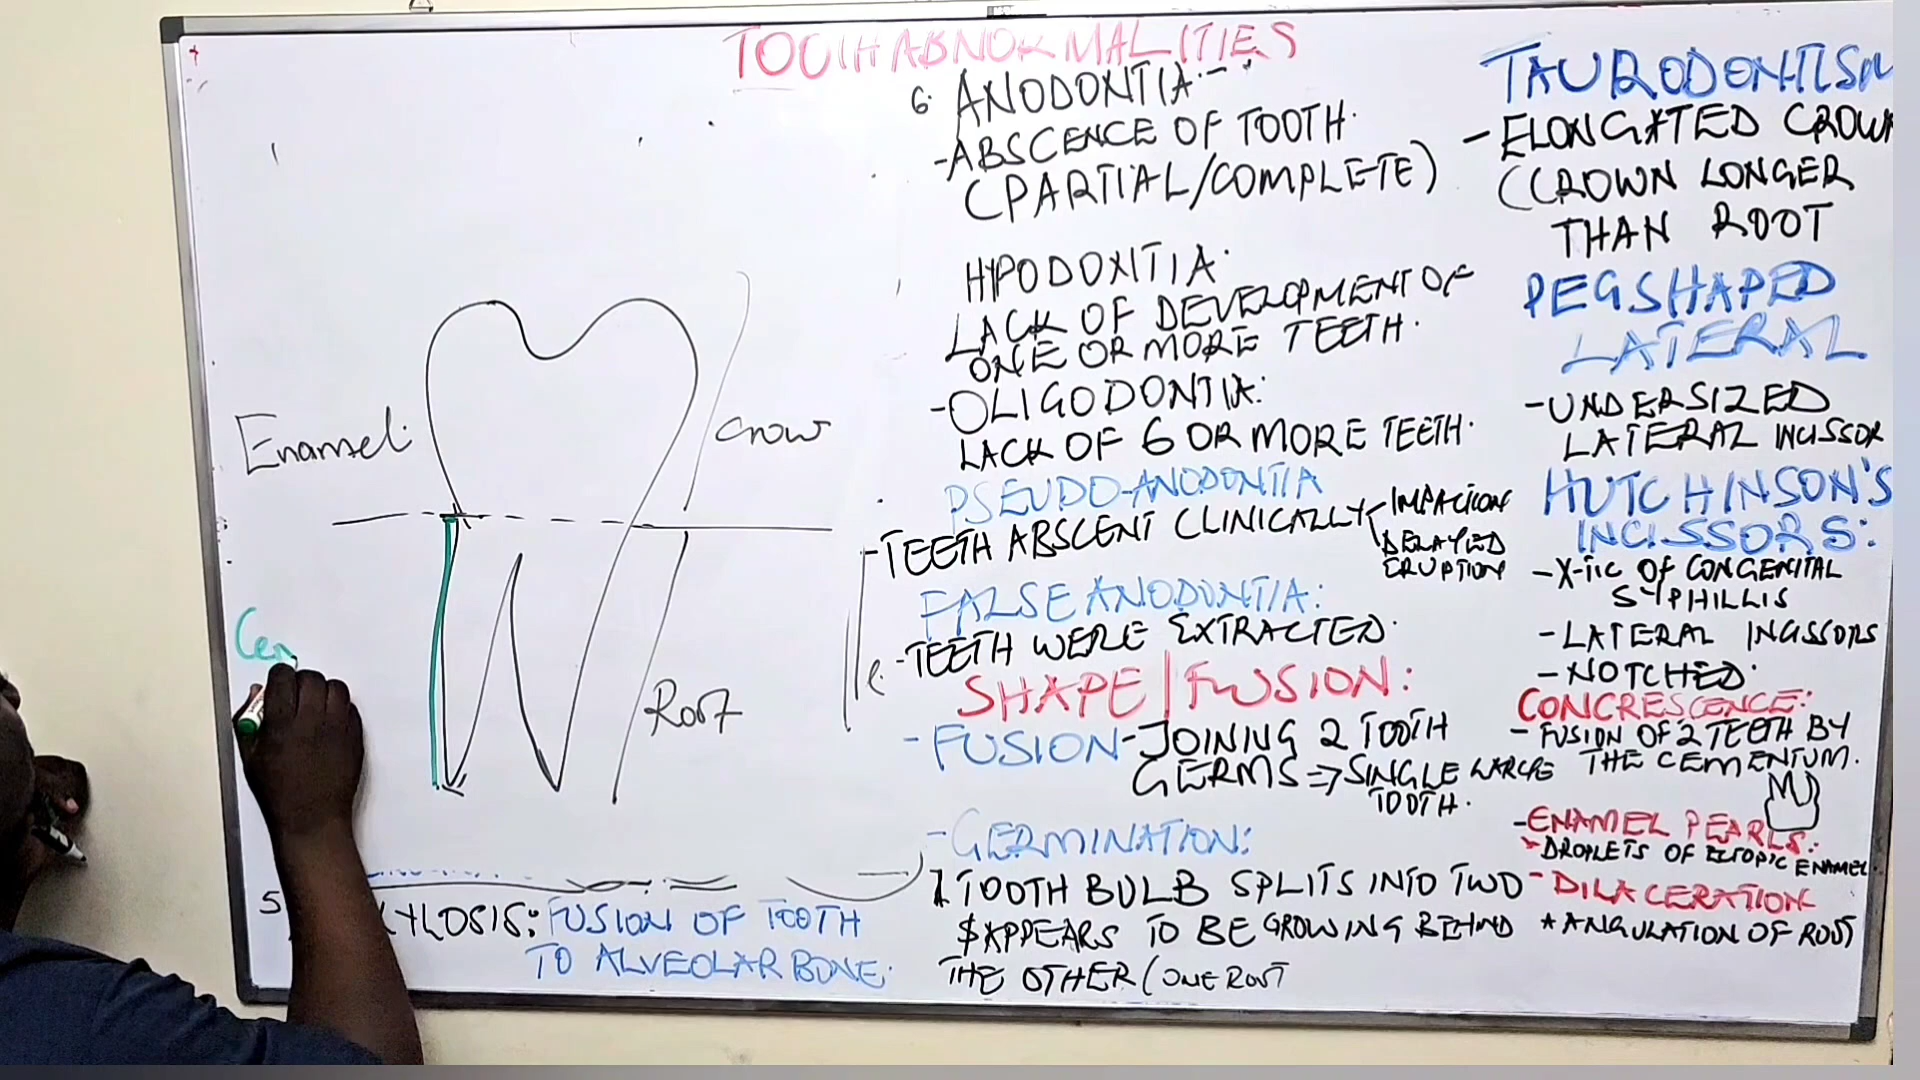 TOOTH ABNORMALITIES
Enamel
Crow
Cem
Root
5
KYLOSIS: FUSION OF TOOTH
TO ALVEOLAR BONE.
6. ANODONTIA:-
-ABSCENCE OF TOOTH.
(PARTIAL/COMPLETE)
HYPODOXITIA.
LACK OF DEVELOPMENT OF
ONE OR MORE TEETH.
-OLIGODONTIA:
LACK OF 6 OR MORE TEETH.
PSEUDO-ANODONTIA
-TEETH ABSCENT CLINICALLY
IMPACTION
DELAYED
ERUPTION
FALSE ANODONTIA:
-TEETH WERE EXTRACTED.
SHAPE | FUSION:
-FUSION-JOINING 2 TOOTH
GERMS => SINGLE LARGE
TOOTH.
-GERMINATION:
1 TOOTH BULB SPLITS INTO TWO
$ APPEARS TO BE GROWING BEHIND
THE OTHER (ONE ROOT
TAURODONTISM
-ELONGATED CROWN
(CROWN LONGER
THAN ROOT
PEGSHAPED
LATERAL
-UNDERSIZED
LATERAL INCISSOR
HUTCHINSON'S
INCISSORS:
-X-TIC OF CONGENITAL
SYPHILLIS
-LATERAL INCISSORS
-NOTCHED.
CONCRESCENCE:
-FUSION OF 2 TEETH BY
THE CEMENTUM.
-ENAMEL PEARLS:
DROPLETS OF ECTOPIC ENAMEL.
-DILACERATION
* ANGULATION OF ROOT